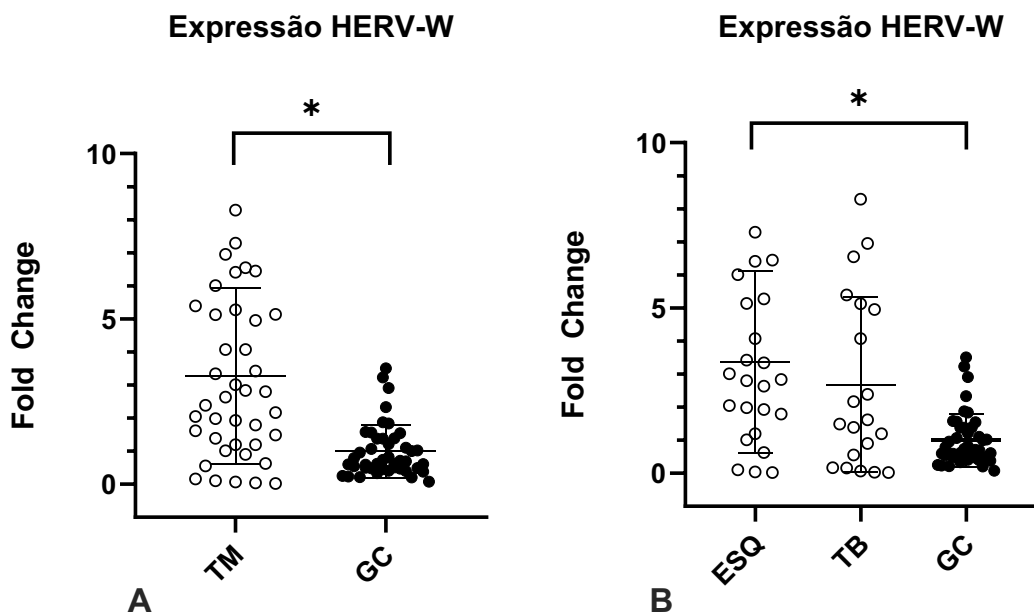 Expressão HERV-W
*
10
5
0
Fold Change
TM
GC
A
Expressão HERV-W
*
10
5
0
Fold Change
ESQ
TB
GC
B